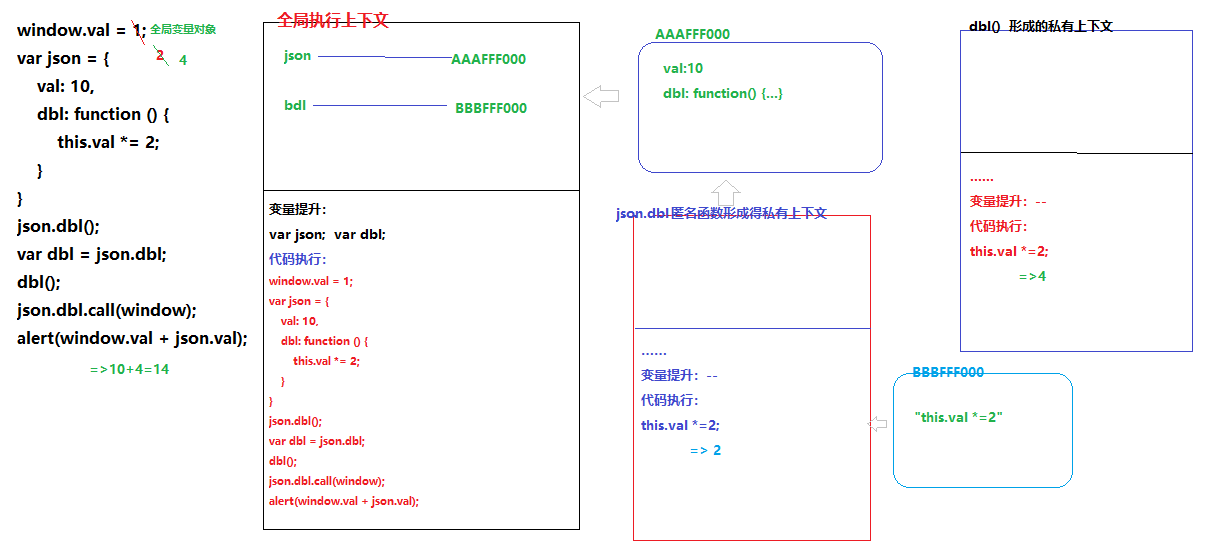 window.val = 1; 全局变量对象
2 4
var json = {
val: 10,
dbl: function () {
this.val *= 2;
}
}
json.dbl();
var dbl = json.dbl;
dbl();
json.dbl.call(window);
alert(window.val + json.val);
=>10+4=14
全局执行上下文
json AAAFFF000
bdl BBBFFF000
变量提升：
var json; var dbl;
代码执行：
window.val = 1;
var json = {
val: 10,
dbl: function () {
this.val *= 2;
}
}
json.dbl();
var dbl = json.dbl;
dbl();
json.dbl.call(window);
alert(window.val + json.val);
AAAFFF000
val:10
dbl: function() {...}
json.dbl匿名函数形成得私有上下文
......
变量提升：--
代码执行：
this.val *=2;
=> 2
dbl() 形成的私有上下文
......
变量提升：--
代码执行：
this.val *=2;
=>4
BBBFFF000
"this.val *=2"